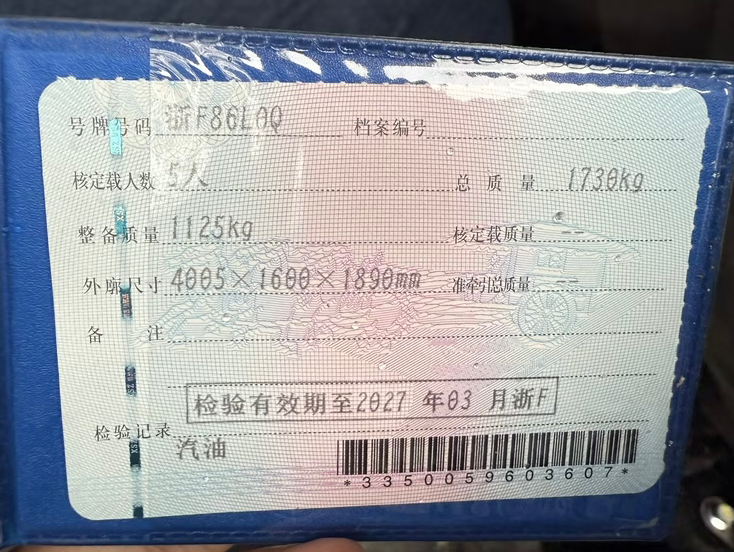 号牌号码 浙F86L0Q 档案编号
核定载人数 5人 总质量 1730kg
整备质量 1125kg 核定载质量 --
外廓尺寸 4005×1600×1890mm 准牵引总质量 --
备注
检验有效期至2027 年03 月浙F
检验记录
汽油
*3350059603607*